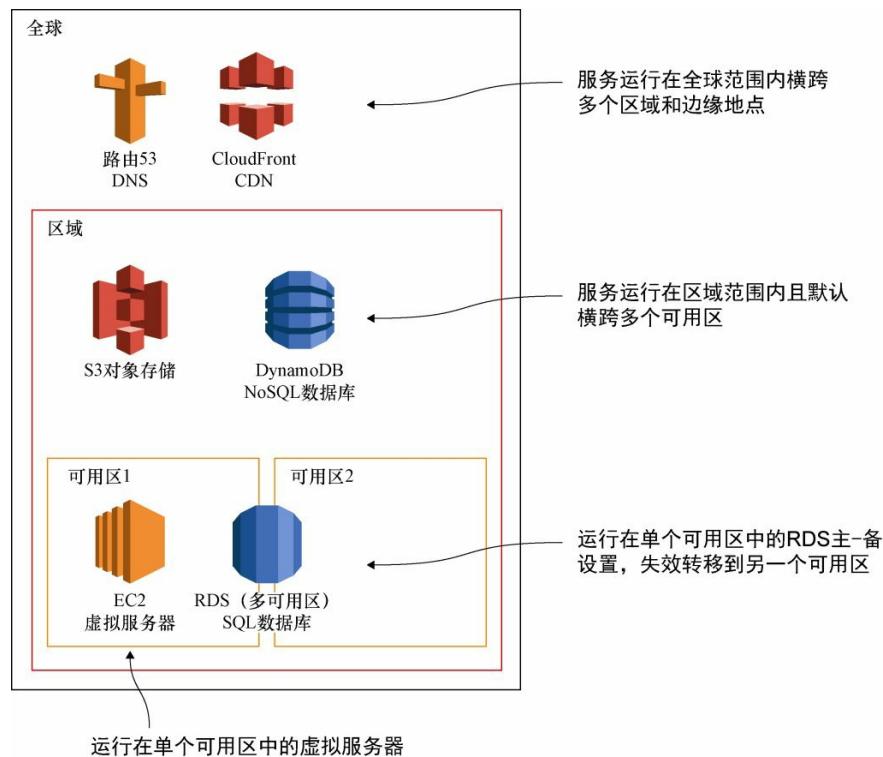 全球
路由53
DNS
CloudFront
CDN
服务运行在全球范围内横跨
多个区域和边缘地点
区域
S3对象存储
DynamoDB
NoSQL数据库
服务运行在区域范围内且默认
横跨多个可用区
可用区1
可用区2
EC2
虚拟服务器
RDS（多可用区）
SQL数据库
运行在单个可用区中的RDS主-备
设置，失效转移到另一个可用区
运行在单个可用区中的虚拟服务器